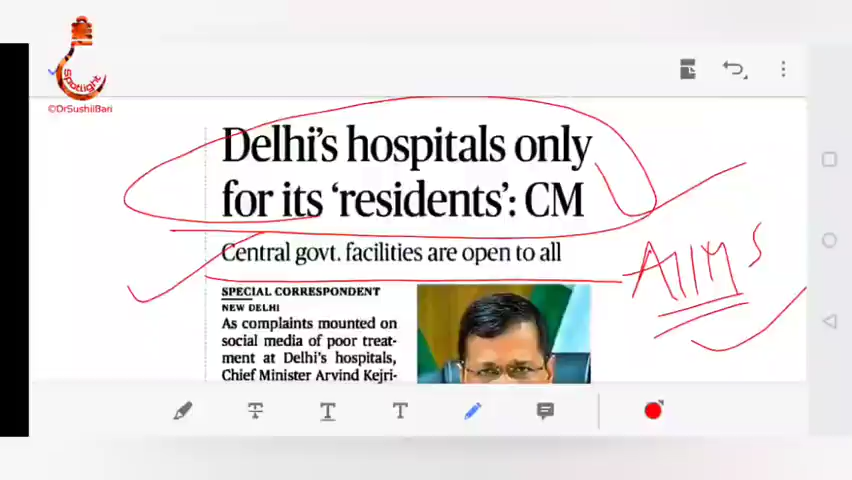 Spotlight
©DrSushilBari
Delhi's hospitals only
for its 'residents': CM
Central govt. facilities are open to all
AIIMS
SPECIAL CORRESPONDENT
NEW DELHI
As complaints mounted on
social media of poor treat-
ment at Delhi's hospitals,
Chief Minister Arvind Kejri-
T
T
T